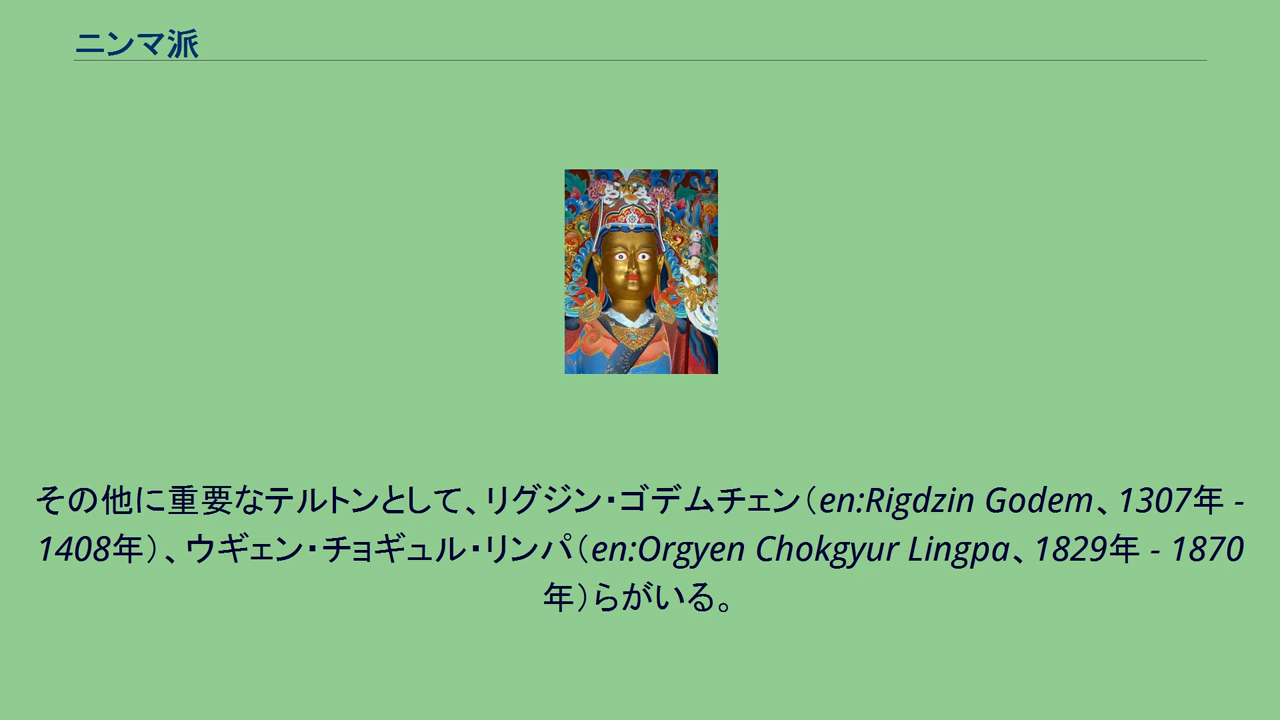 ニンマ派
その他に重要なテルトンとして、リグジン・ゴデムチェン（en:Rigdzin Godem、1307年 -
1408年）、ウギェン・チョギュル・リンパ（en:Orgyen Chokgyur Lingpa、1829年 - 1870
年）らがいる。